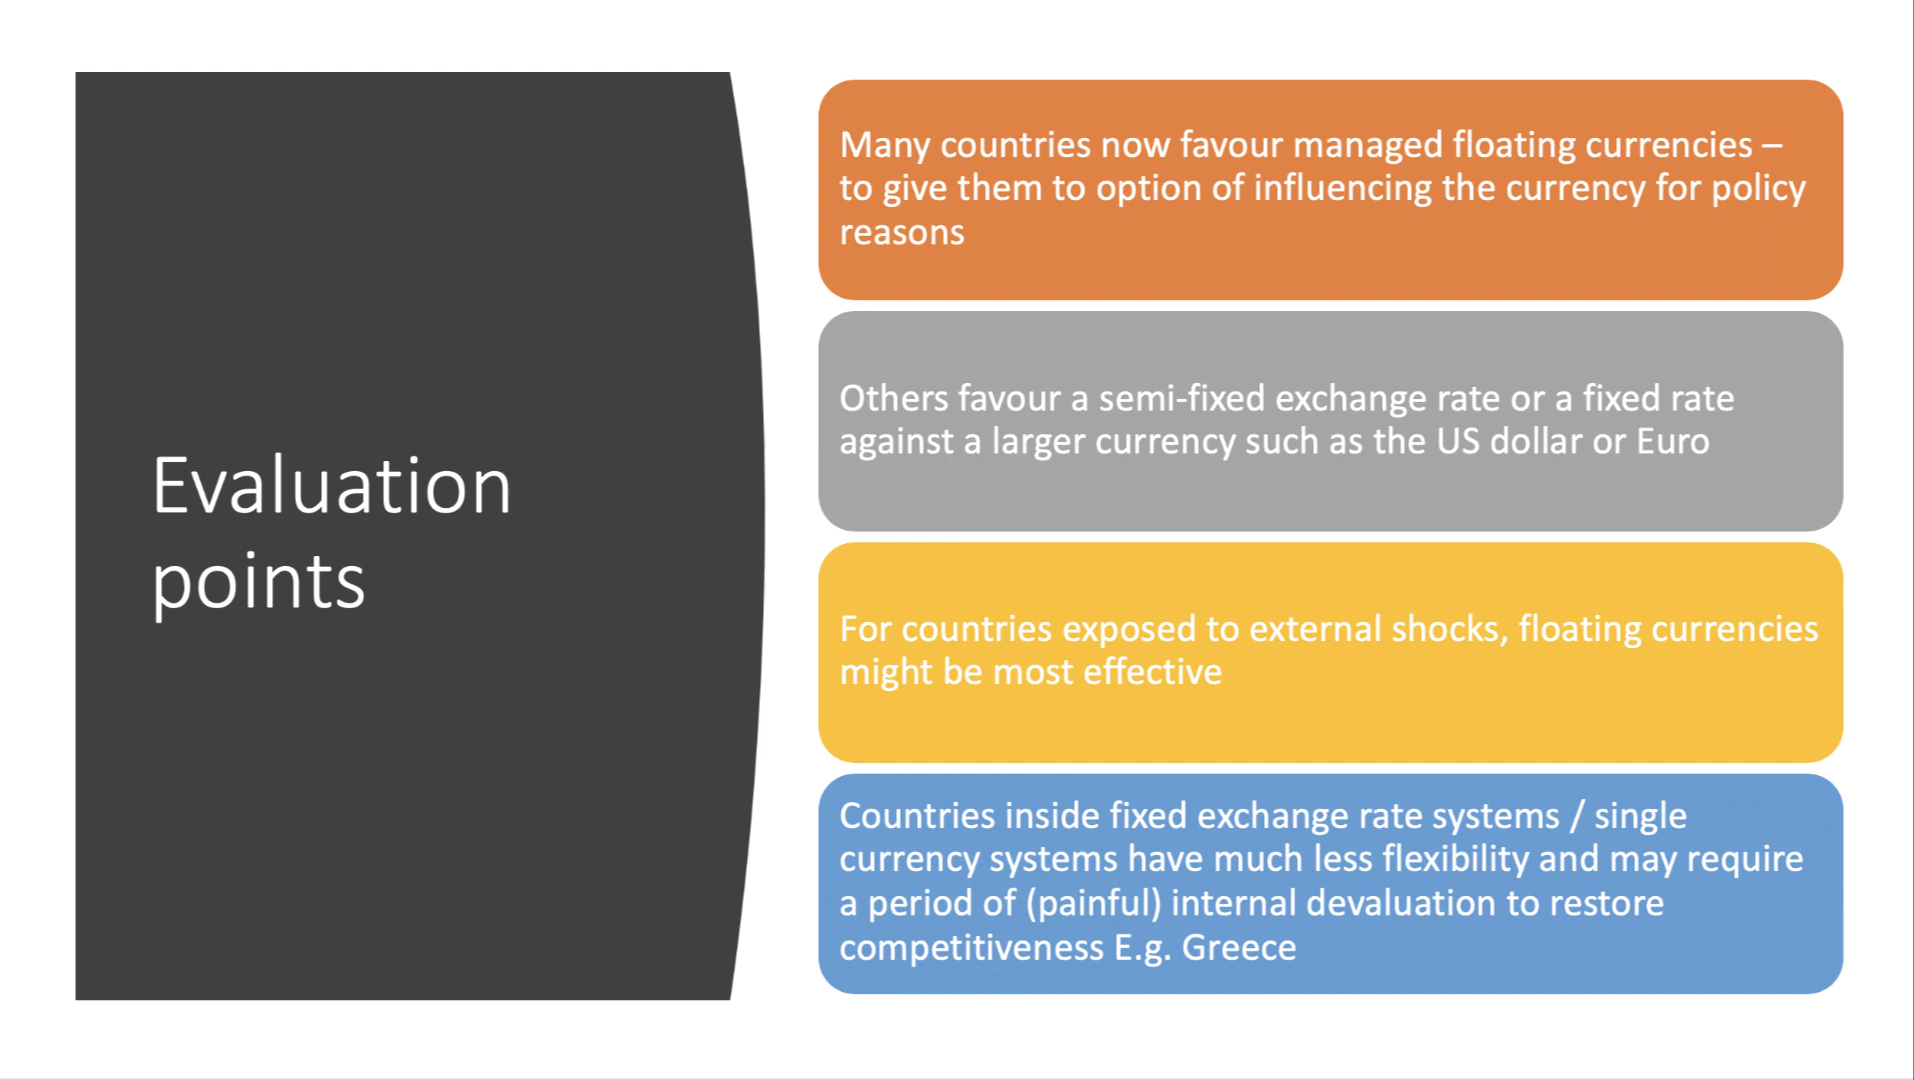 Evaluation
points
Many countries now favour managed floating currencies –
to give them to option of influencing the currency for policy
reasons
Others favour a semi-fixed exchange rate or a fixed rate
against a larger currency such as the US dollar or Euro
For countries exposed to external shocks, floating currencies
might be most effective
Countries inside fixed exchange rate systems / single
currency systems have much less flexibility and may require
a period of (painful) internal devaluation to restore
competitiveness E.g. Greece